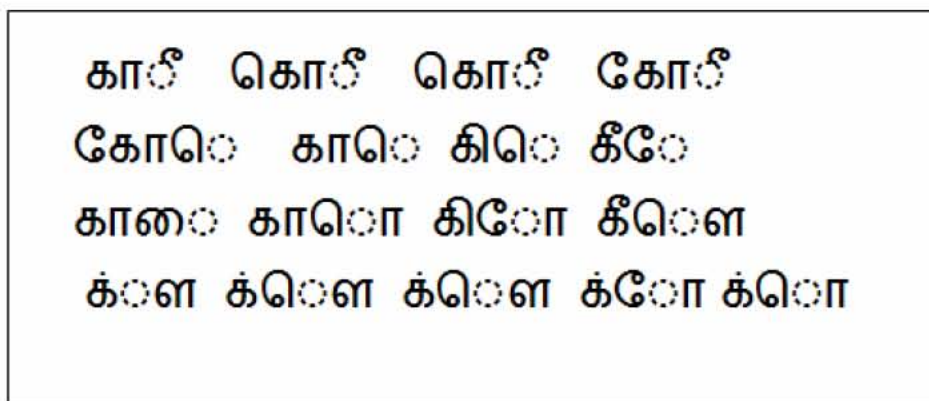 காீ கொீ கொீ கோீ
கோெ காெ கிெ கீே
காை காொ கிோ கீௌ
க்ௗ க்ௌ க்ௌ க்ோ க்ொ